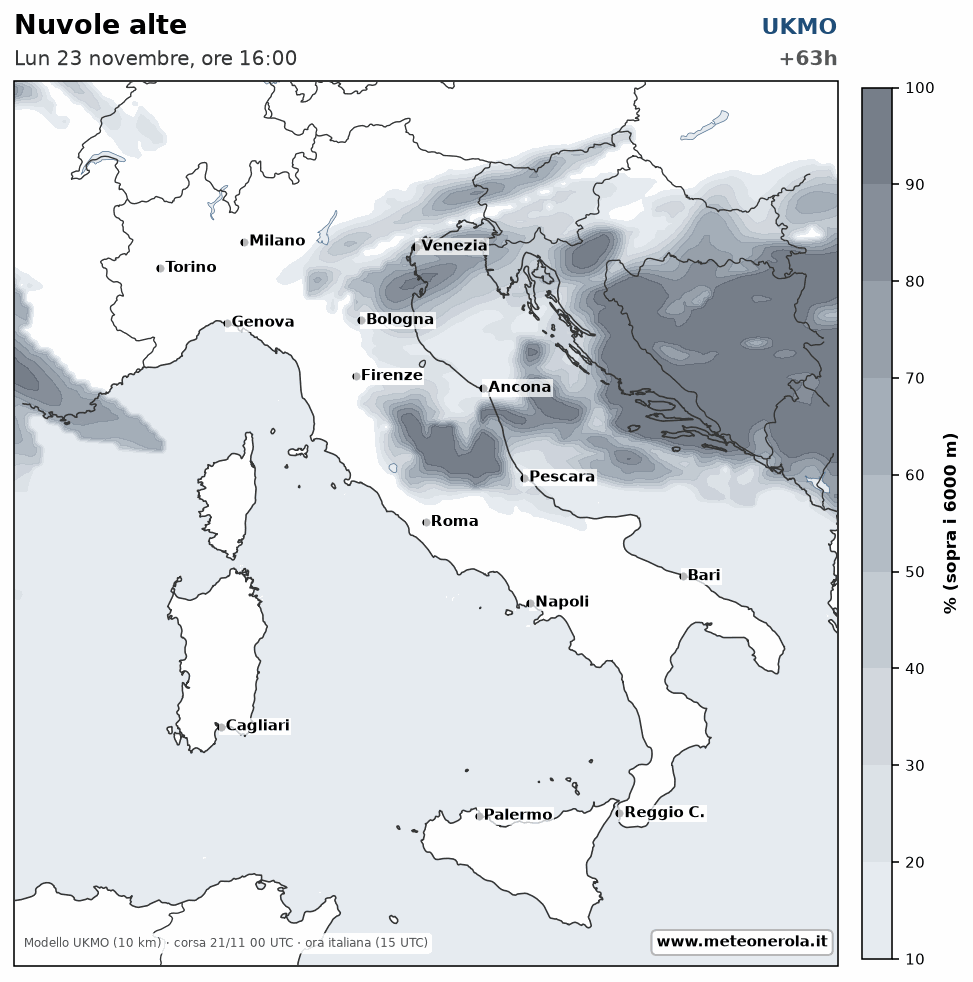 Nuvole alte
UKMO
Lun 23 novembre, ore 16:00
+63h
100
90
80
70
60
50
40
30
20
10
% (sopra i 6000 m)
Milano
Venezia
Torino
Genova
Bologna
Firenze
Ancona
Pescara
Roma
Bari
Napoli
Cagliari
Palermo
Reggio C.
Modello UKMO (10 km) · corsa 21/11 00 UTC · ora italiana (15 UTC)
www.meteonerola.it